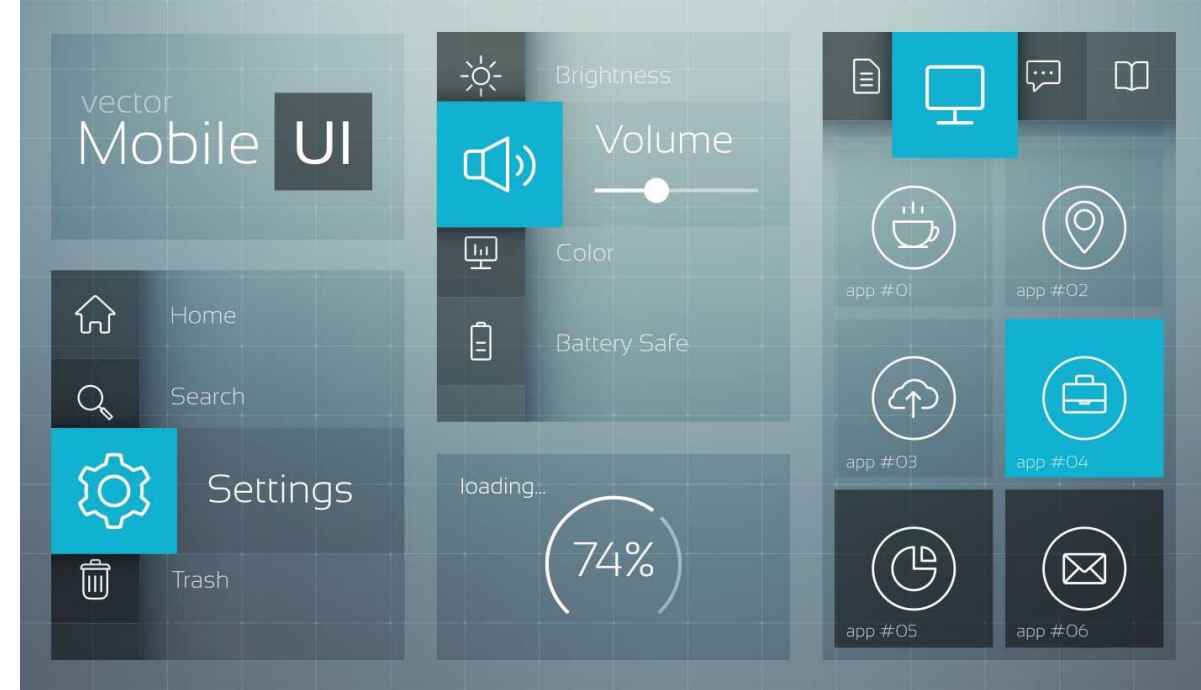 vector
Mobile UI
Home
Search
Settings
Trash
Brightness
Volume
Color
Battery Safe
loading...
74%
app #01
app #02
app #03
app #04
app #05
app #06